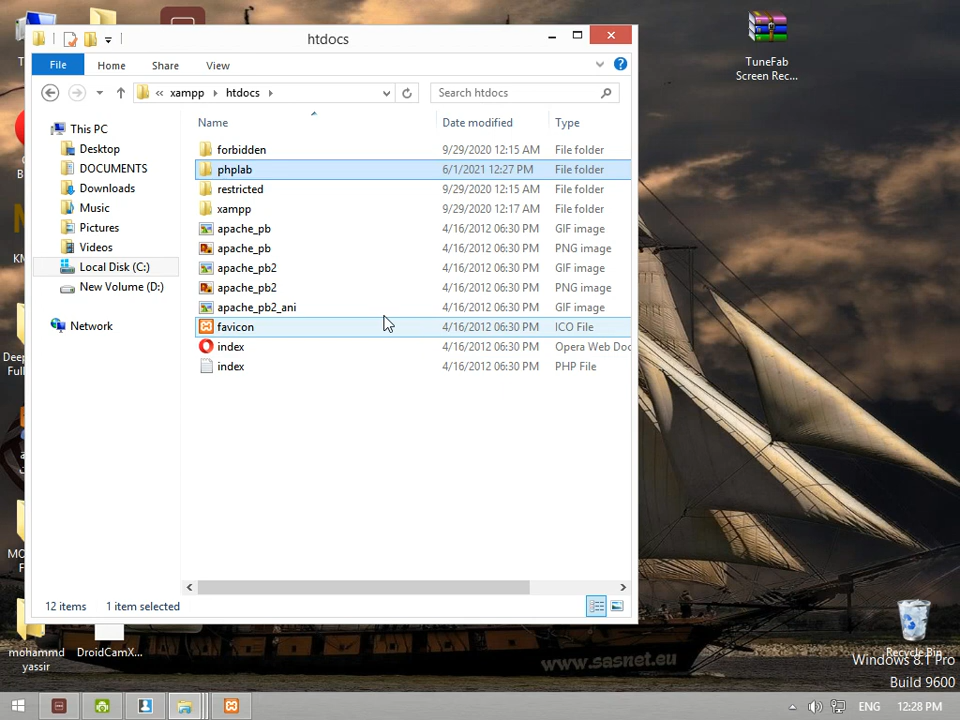 htdocs
File Home Share View
« xampp htdocs
Search htdocs
Name Date modified Type
This PC
Desktop
DOCUMENTS
Downloads
Music
Pictures
Videos
Local Disk (C:)
New Volume (D:)
Network
forbidden 9/29/2020 12:15 AM File folder
phplab 6/1/2021 12:27 PM File folder
restricted 9/29/2020 12:15 AM File folder
xampp 9/29/2020 12:17 AM File folder
apache_pb 4/16/2012 06:30 PM GIF image
apache_pb 4/16/2012 06:30 PM PNG image
apache_pb2 4/16/2012 06:30 PM GIF image
apache_pb2 4/16/2012 06:30 PM PNG image
apache_pb2_ani 4/16/2012 06:30 PM GIF image
favicon 4/16/2012 06:30 PM ICO File
index 4/16/2012 06:30 PM Opera Web Doc
index 4/16/2012 06:30 PM PHP File
12 items 1 item selected
TuneFab
Screen Rec...
Deep
Full
mohammd
yassir
DroidCamX...
Recycle Bin
www.sasnet.eu
Windows 8.1 Pro
Build 9600
ENG 12:28 PM